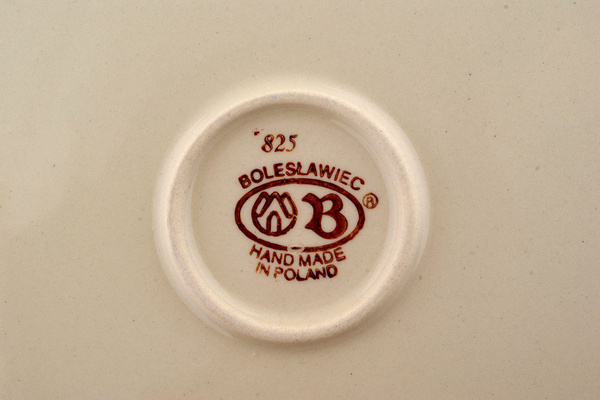 825
BOLESŁAWIEC
B ®
HAND MADE
IN POLAND